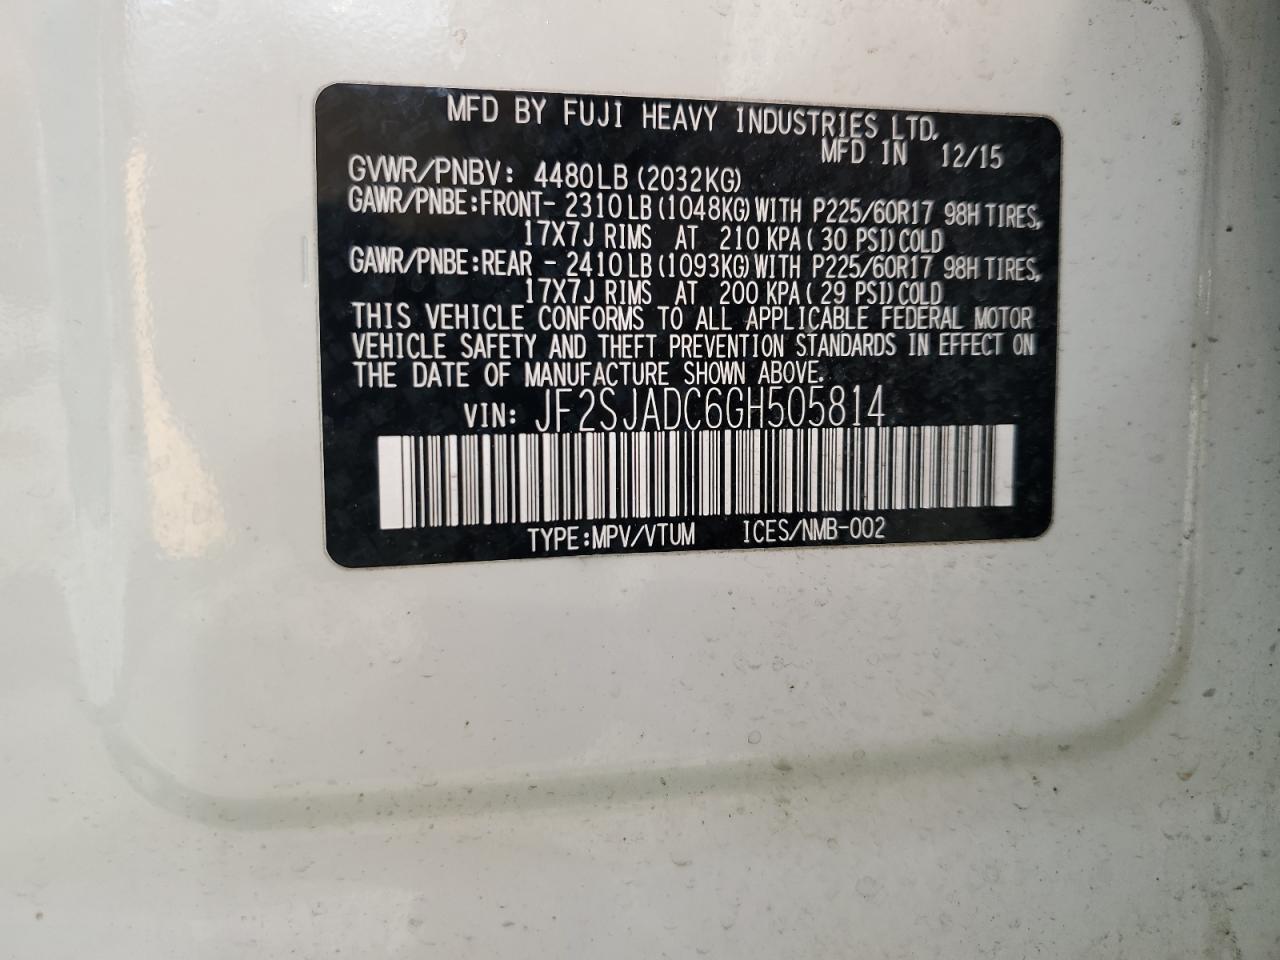 MFD BY FUJI HEAVY INDUSTRIES LTD.
MFD IN 12/15
GVWR/PNBV: 4480LB (2032KG)
GAWR/PNBE:FRONT- 2310LB (1048KG) WITH P225/60R17 98H TIRES,
17X7J RIMS AT 210 KPA (30 PSI) COLD
GAWR/PNBE:REAR - 2410LB (1093KG) WITH P225/60R17 98H TIRES,
17X7J RIMS AT 200 KPA (29 PSI) COLD
THIS VEHICLE CONFORMS TO ALL APPLICABLE FEDERAL MOTOR
VEHICLE SAFETY AND THEFT PREVENTION STANDARDS IN EFFECT ON
THE DATE OF MANUFACTURE SHOWN ABOVE.
VIN: JF2SJADC6GH505814
TYPE:MPV/VTUM ICES/NMB-002